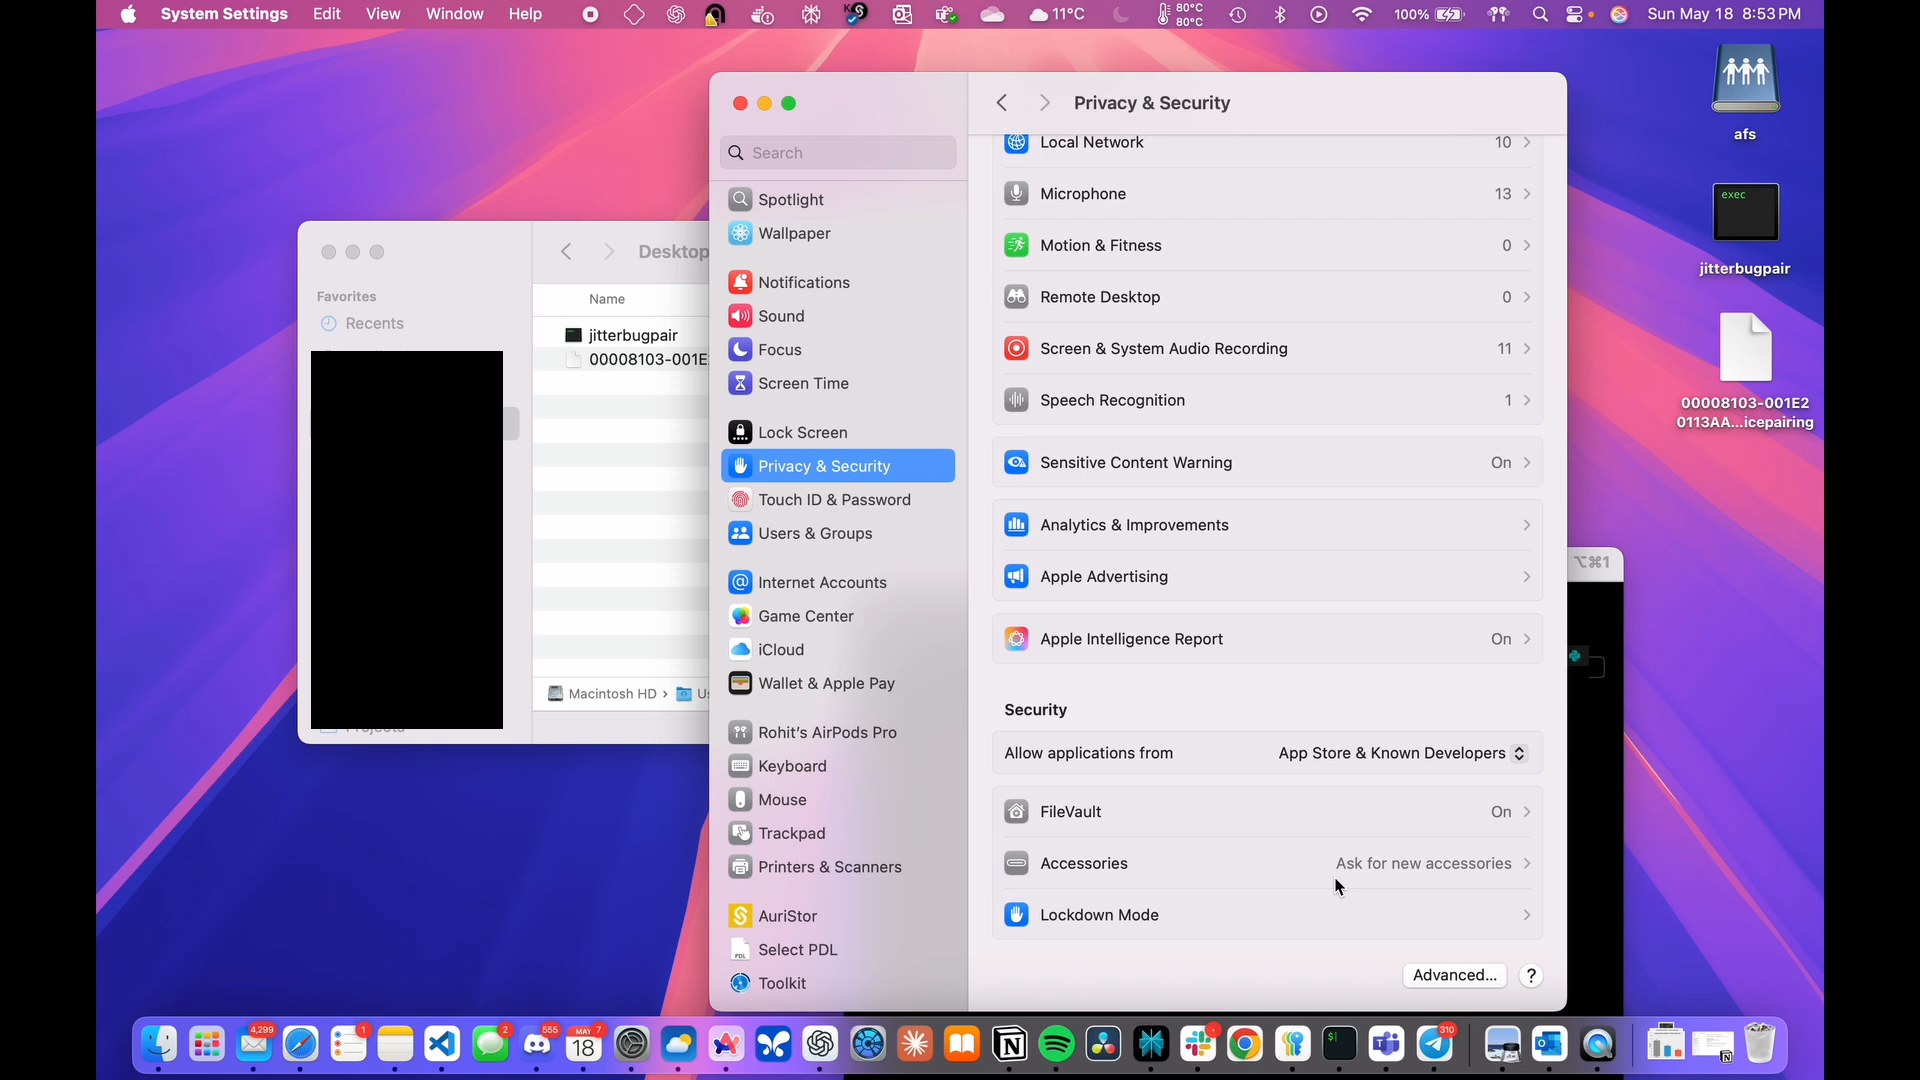 System Settings Edit View Window Help
80°C
80°C
11°C
100%
Sun May 18 8:53 PM
afs
exec
jitterbugpair
00008103-001E2
0113AA...icepairing
Favorites
Recents
Desktop
Name
jitterbugpair
00008103-001E
Macintosh HD
Search
Spotlight
Wallpaper
Notifications
Sound
Focus
Screen Time
Lock Screen
Privacy & Security
Touch ID & Password
Users & Groups
Internet Accounts
Game Center
iCloud
Wallet & Apple Pay
Rohit's AirPods Pro
Keyboard
Mouse
Trackpad
Printers & Scanners
AuriStor
PDL
Select PDL
Toolkit
Privacy & Security
Local Network 10
Microphone 13
Motion & Fitness 0
Remote Desktop 0
Screen & System Audio Recording 11
Speech Recognition 1
Sensitive Content Warning On
Analytics & Improvements
Apple Advertising
Apple Intelligence Report On
Security
Allow applications from App Store & Known Developers
FileVault On
Accessories Ask for new accessories
Lockdown Mode
Advanced... ?
⌥⌘1
4,299
1
2
555
MAY 7
18
310